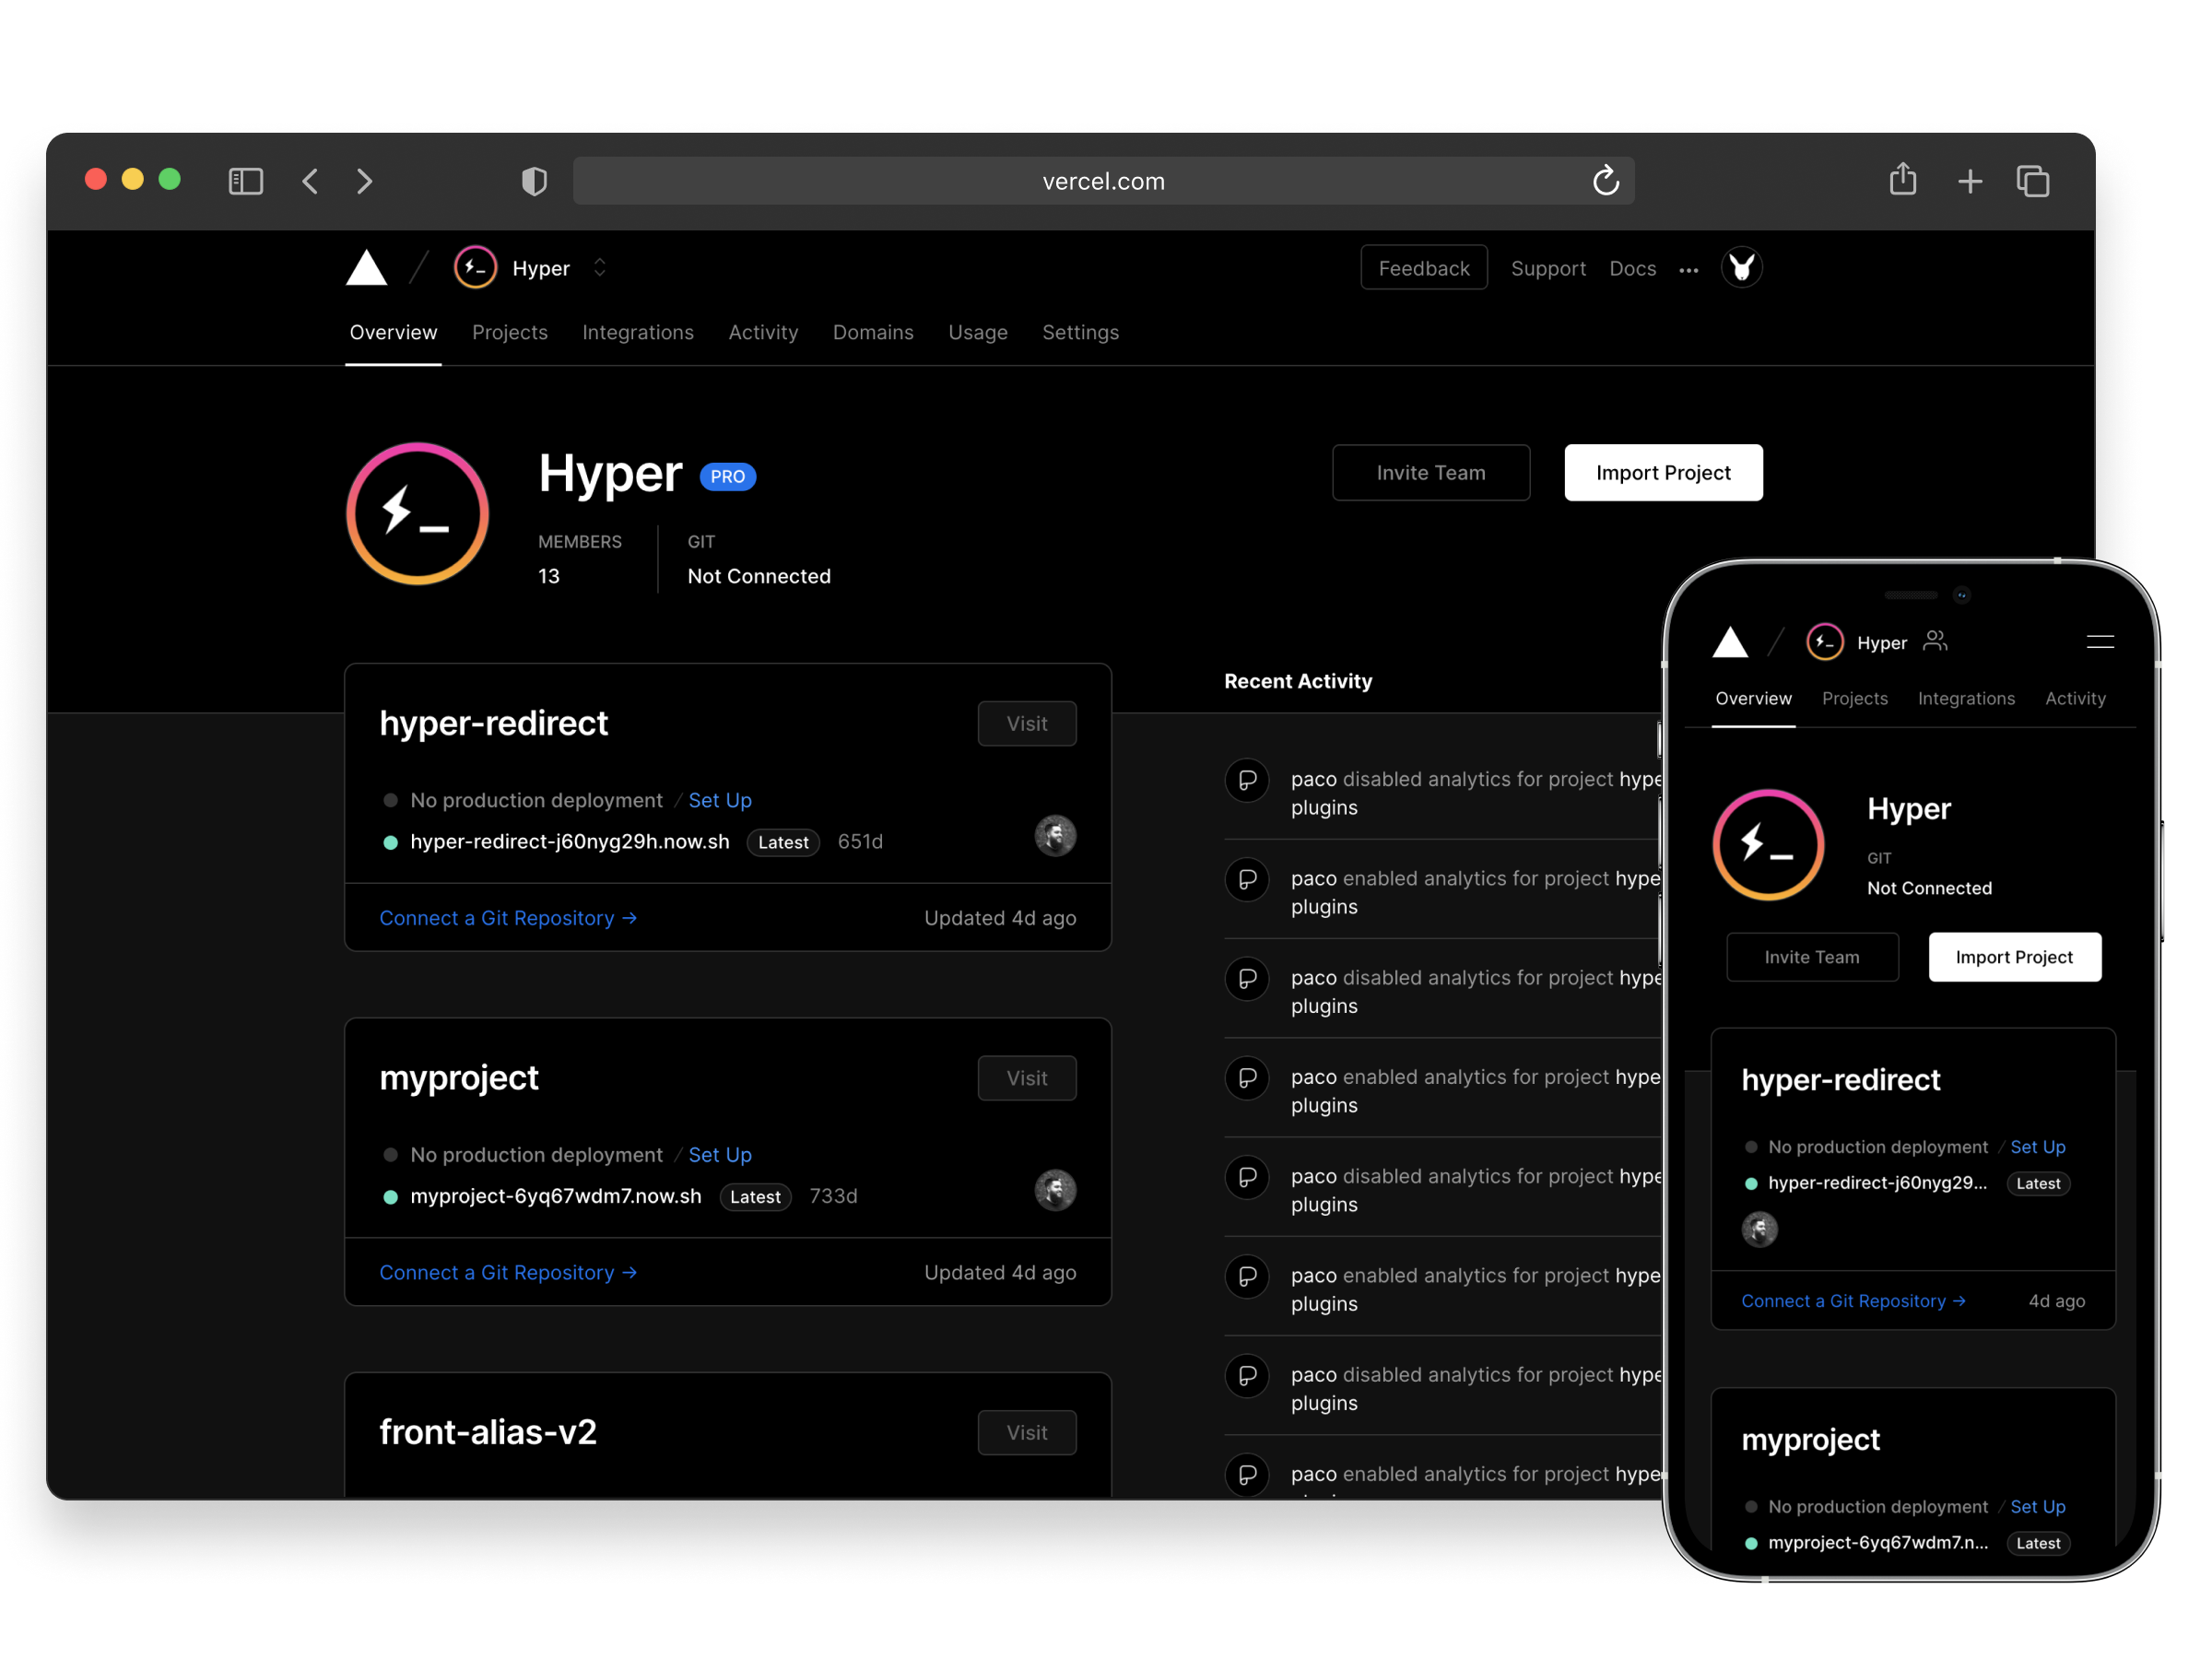 vercel.com
Hyper
Feedback
Support
Docs
Overview
Projects
Integrations
Activity
Domains
Usage
Settings
Hyper PRO
MEMBERS
13
GIT
Not Connected
Invite Team
Import Project
hyper-redirect
Visit
No production deployment / Set Up
hyper-redirect-j60nyg29h.now.sh Latest 651d
Connect a Git Repository →
Updated 4d ago
myproject
Visit
No production deployment / Set Up
myproject-6yq67wdm7.now.sh Latest 733d
Connect a Git Repository →
Updated 4d ago
front-alias-v2
Visit
Recent Activity
paco disabled analytics for project hype
plugins
paco enabled analytics for project hype
plugins
paco disabled analytics for project hype
plugins
paco enabled analytics for project hype
plugins
paco disabled analytics for project hype
plugins
paco enabled analytics for project hype
plugins
paco disabled analytics for project hype
plugins
paco enabled analytics for project hype
Hyper
Overview
Projects
Integrations
Activity
Hyper
GIT
Not Connected
Invite Team
Import Project
hyper-redirect
No production deployment / Set Up
hyper-redirect-j60nyg29... Latest
Connect a Git Repository →
4d ago
myproject
No production deployment / Set Up
myproject-6yq67wdm7.n... Latest